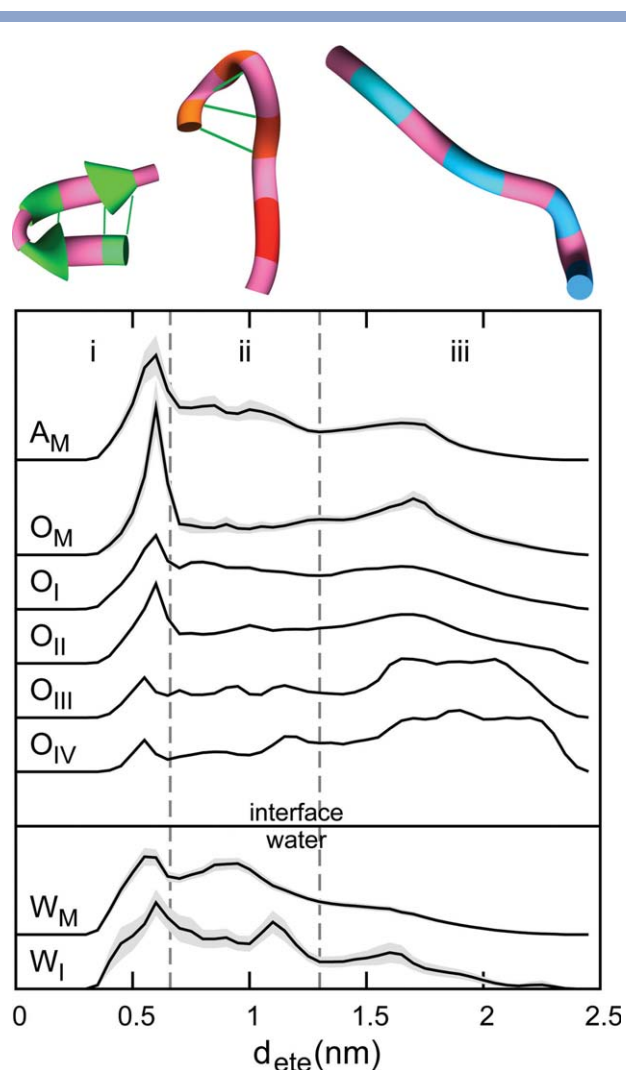 i ii iii
A_M
O_M
O_I
O_II
O_III
O_IV
interface
water
W_M
W_I
0 0.5 1 1.5 2 2.5
d_ete(nm)